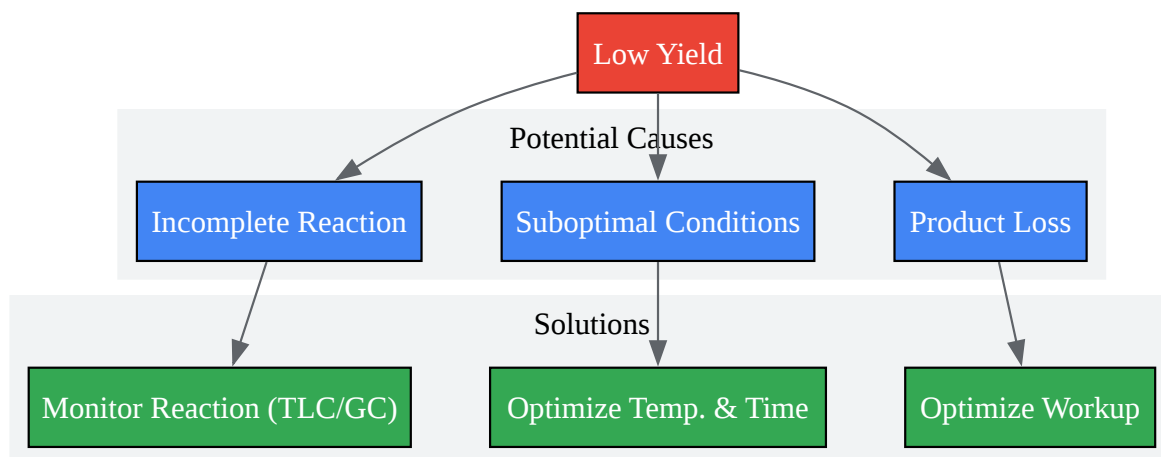 Low Yield
Potential Causes
Incomplete Reaction
Suboptimal Conditions
Product Loss
Solutions
Monitor Reaction (TLC/GC)
Optimize Temp. & Time
Optimize Workup